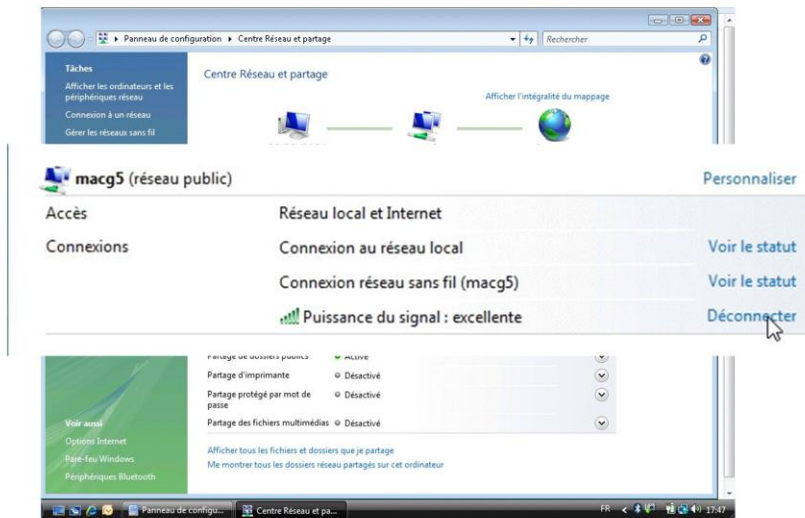 Panneau de configuration Centre Réseau et partage
Rechercher
Tâches
Afficher les ordinateurs et les
périphériques réseau
Connexion à un réseau
Gérer les réseaux sans fil
Centre Réseau et partage
Afficher l'intégralité du mappage
macg5 (réseau public) Personnaliser
Accès Réseau local et Internet
Connexions Connexion au réseau local Voir le statut
Connexion réseau sans fil (macg5) Voir le statut
Puissance du signal : excellente Déconnecter
Partage de dossiers publics Activé
Partage d'imprimante Désactivé
Partage protégé par mot de
passe Désactivé
Partage des fichiers multimédias Désactivé
Voir aussi
Options Internet
Pare-feu Windows
Périphériques Bluetooth
Afficher tous les fichiers et dossiers que je partage
Me montrer tous les dossiers réseau partagés sur cet ordinateur
Panneau de configu... Centre Réseau et pa... FR 17:47